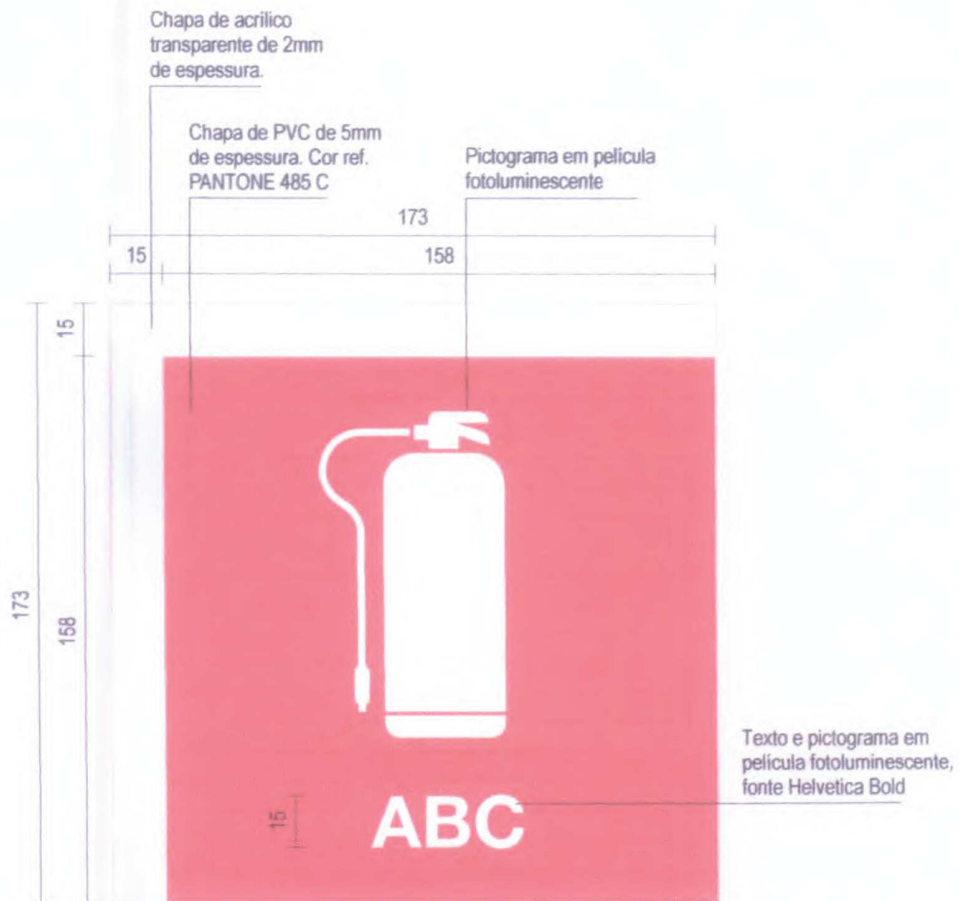 Chapa de acrilico
transparente de 2mm
de espessura.
Chapa de PVC de 5mm
de espessura. Cor ref.
PANTONE 485 C
Pictograma em película
fotoluminescente
173
15
158
15
173
158
15
ABC
Texto e pictograma em
película fotoluminescente,
fonte Helvetica Bold